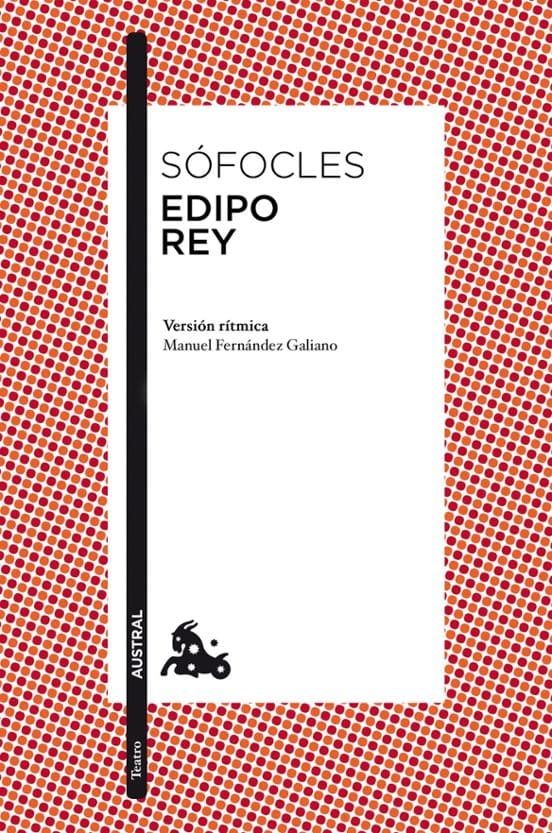 SÓFOCLES
EDIPO
REY
Versión rítmica
Manuel Fernández Galiano
AUSTRAL
Teatro